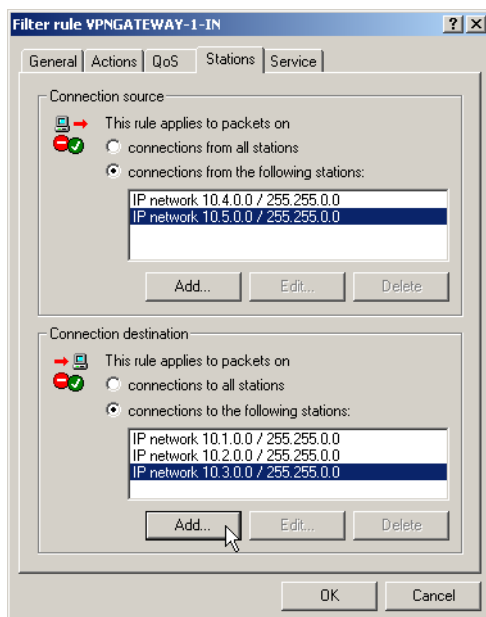 Filter rule VPNGATEWAY-1-IN
General Actions QoS Stations Service
Connection source
This rule applies to packets on
connections from all stations
connections from the following stations:
IP network 10.4.0.0 / 255.255.0.0
IP network 10.5.0.0 / 255.255.0.0
Add... Edit... Delete
Connection destination
This rule applies to packets on
connections to all stations
connections to the following stations:
IP network 10.1.0.0 / 255.255.0.0
IP network 10.2.0.0 / 255.255.0.0
IP network 10.3.0.0 / 255.255.0.0
Add... Edit... Delete
OK Cancel